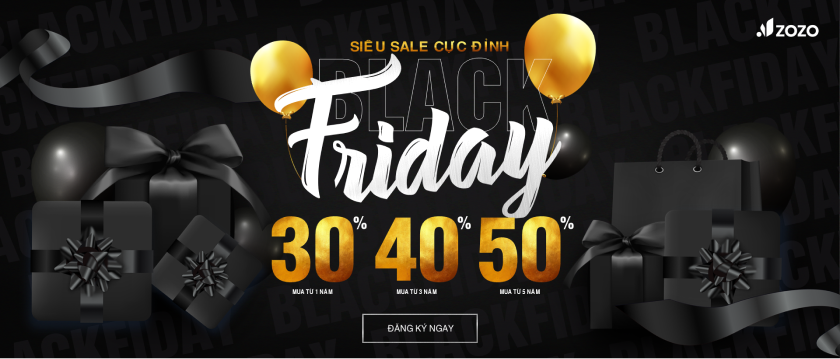 SIÊU SALE CỰC ĐỈNH
ZOZO
BLACK
Friday
30% 40% 50%
MUA TỪ 1 NĂM MUA TỪ 3 NĂM MUA TỪ 5 NĂM
ĐĂNG KÝ NGAY